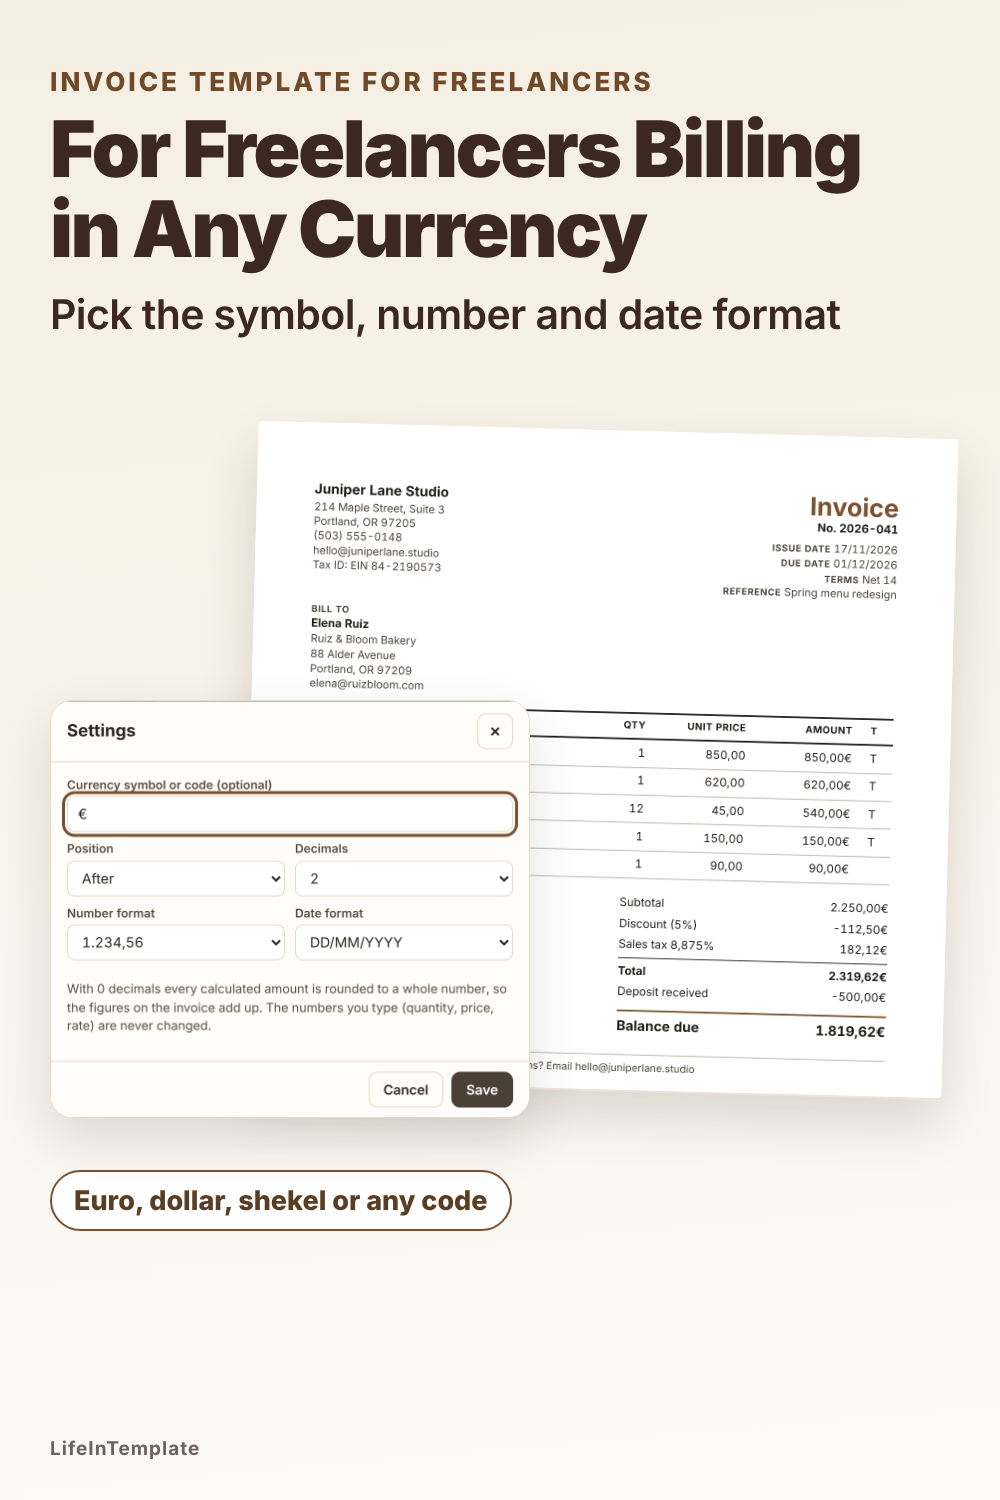 INVOICE TEMPLATE FOR FREELANCERS
For Freelancers Billing
in Any Currency
Pick the symbol, number and date format
Juniper Lane Studio
214 Maple Street, Suite 3
Portland, OR 97205
(503) 555-0148
hello@juniperlane.studio
Tax ID: EIN 84-2190573
Invoice
No. 2026-041
ISSUE DATE 17/11/2026
DUE DATE 01/12/2026
TERMS Net 14
REFERENCE Spring menu redesign
BILL TO
Elena Ruiz
Ruiz & Bloom Bakery
88 Alder Avenue
Portland, OR 97209
elena@ruizbloom.com
QTY UNIT PRICE AMOUNT T
1 850,00 850,00€ T
1 620,00 620,00€ T
12 45,00 540,00€ T
1 150,00 150,00€ T
1 90,00 90,00€
Subtotal 2.250,00€
Discount (5%) -112,50€
Sales tax 8,875% 182,12€
Total 2.319,62€
Deposit received -500,00€
Balance due 1.819,62€
? Email hello@juniperlane.studio
Settings
×
Currency symbol or code (optional)
€
Position Decimals
After 2
Number format Date format
1.234,56 DD/MM/YYYY
With 0 decimals every calculated amount is rounded to a whole number, so
the figures on the invoice add up. The numbers you type (quantity, price,
rate) are never changed.
Cancel Save
Euro, dollar, shekel or any code
LifeInTemplate